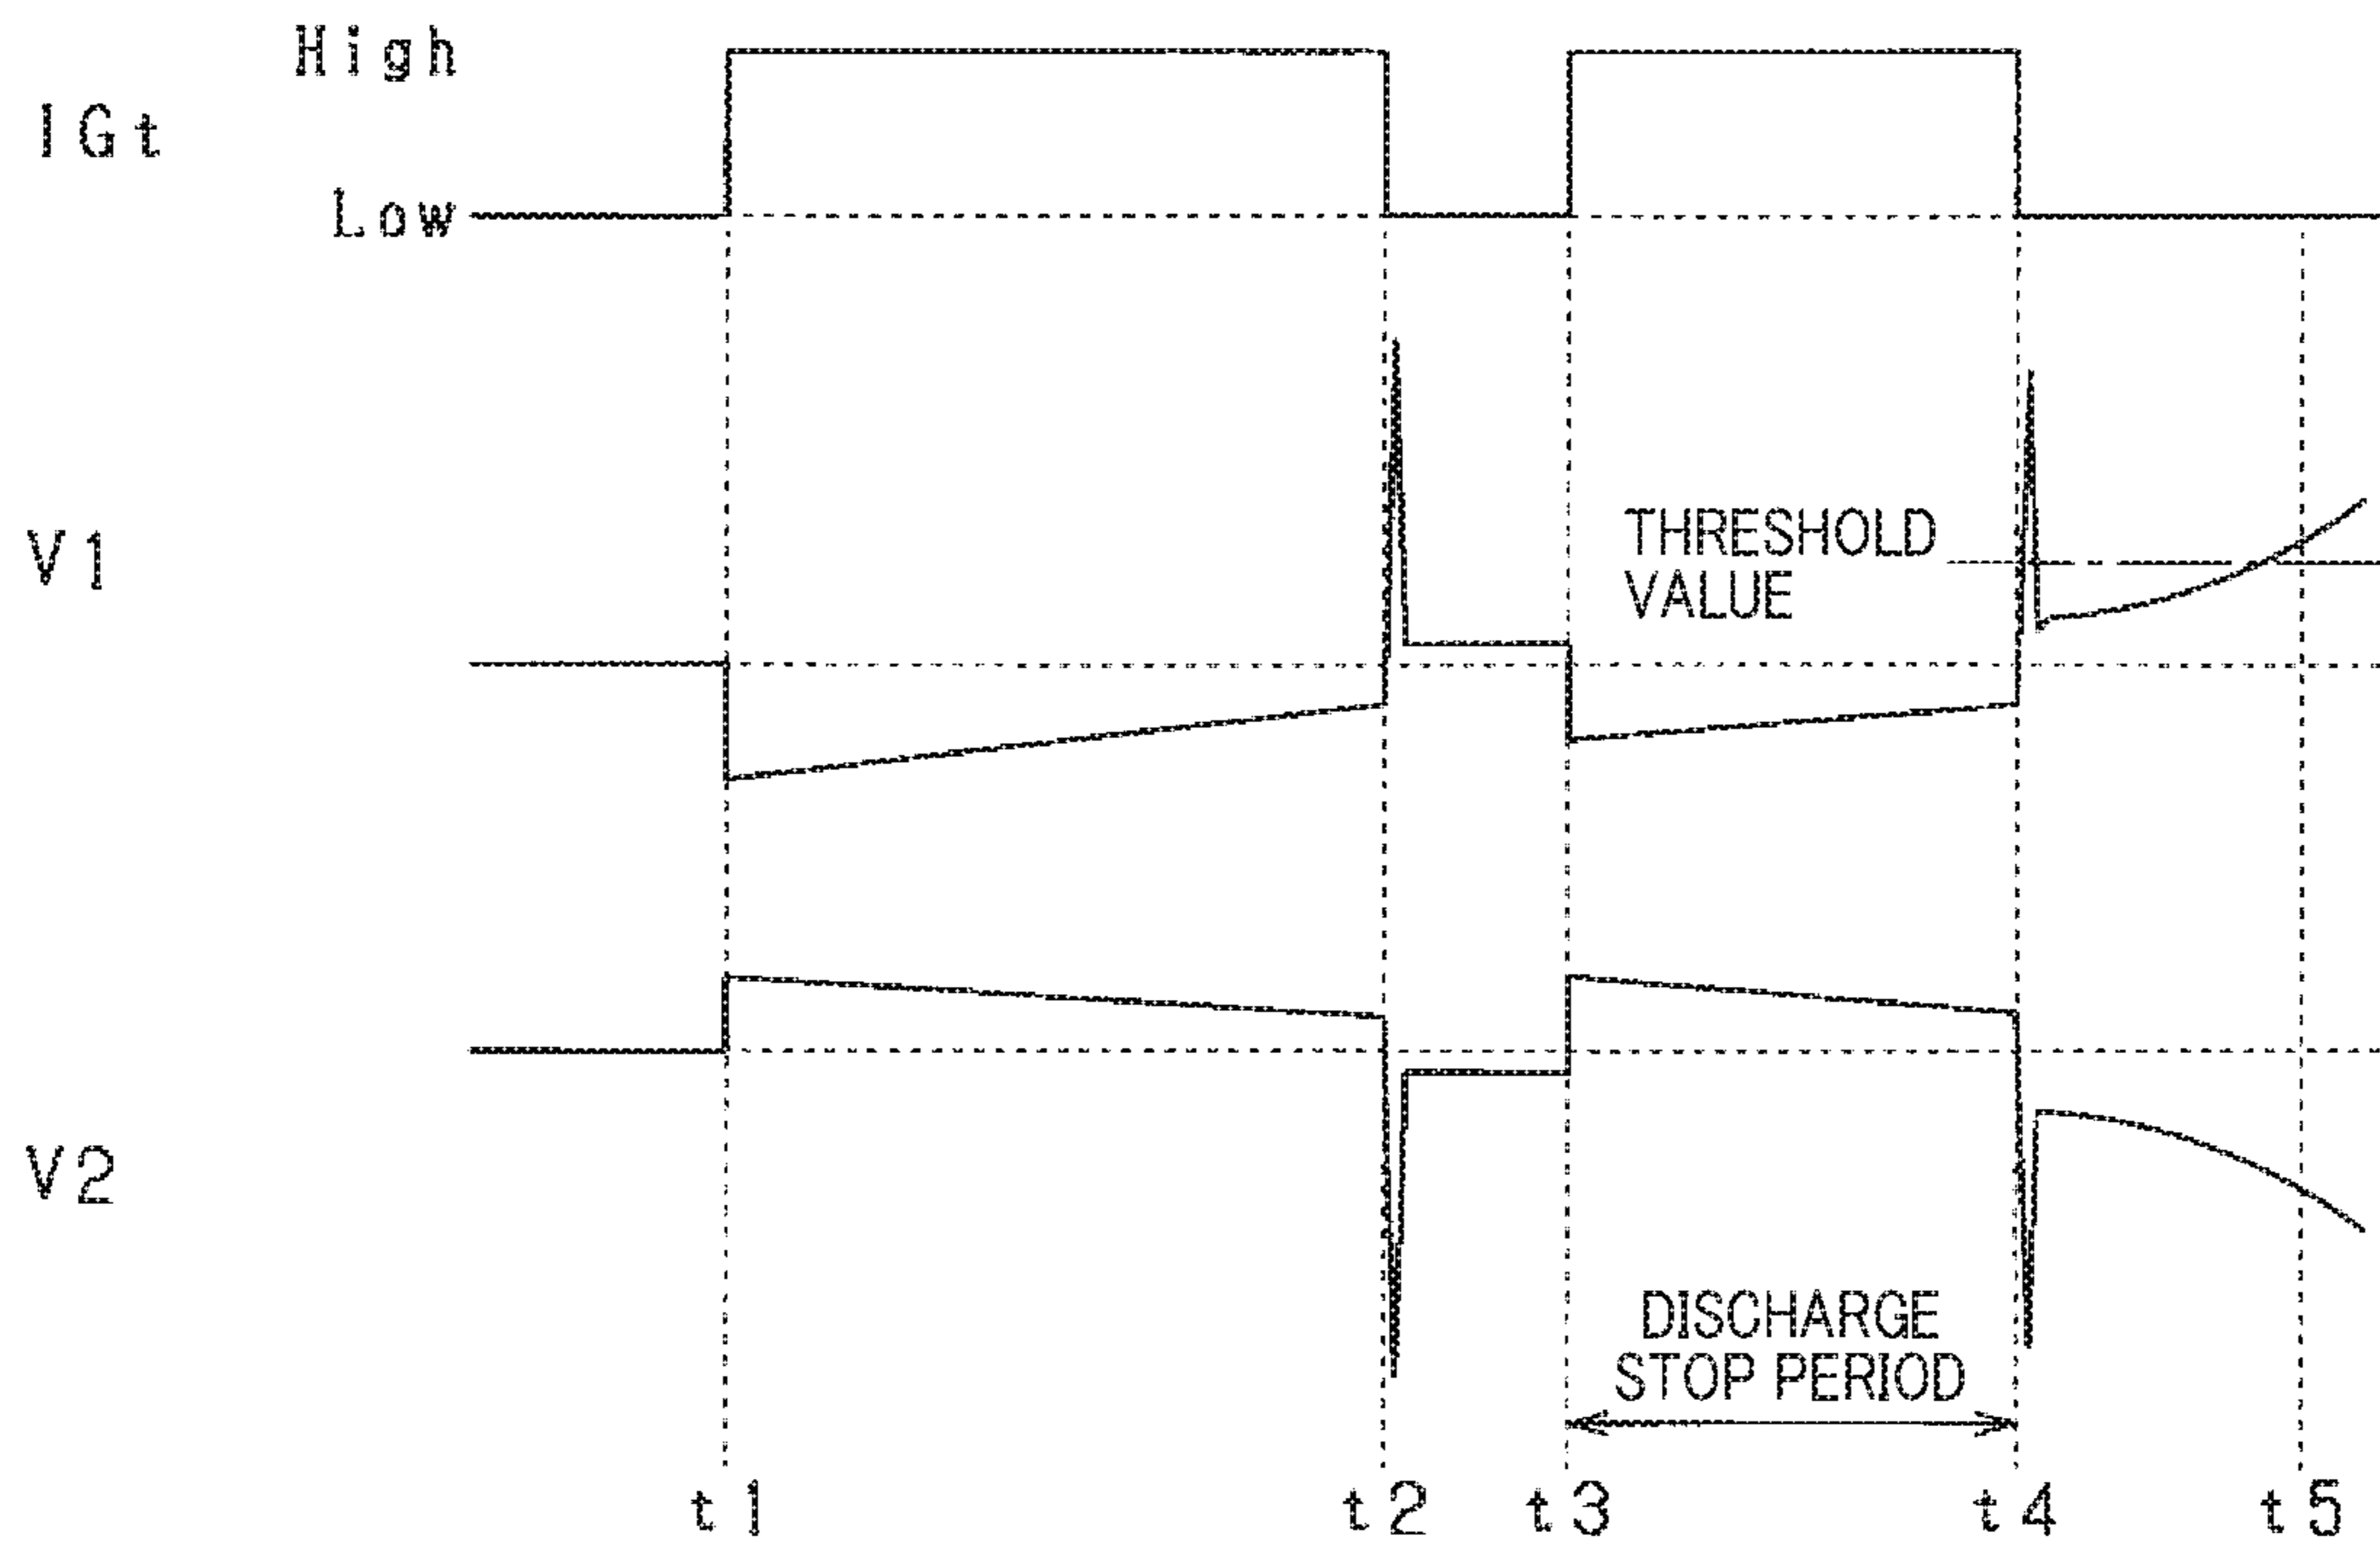 High
IGt
Low
V1
THRESHOLD
VALUE
V2
DISCHARGE
STOP PERIOD
t1 t2 t3 t4 t5